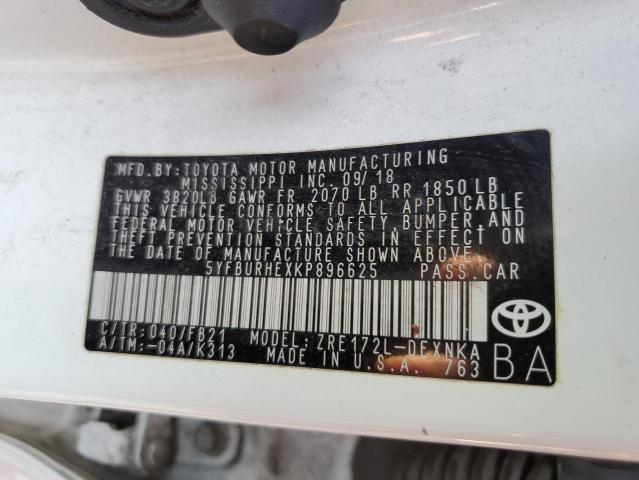 MFD.BY: TOYOTA MOTOR MANUFACTURING
MISSISSIPPI INC. 09/18
GVWR 3820LB GAWR FR 2070 LB RR 1850 LB
THIS VEHICLE CONFORMS TO ALL APPLICABLE
FEDERAL MOTOR VEHICLE SAFETY, BUMPER, AND
THEFT PREVENTION STANDARDS IN EFFECT ON
THE DATE OF MANUFACTURE SHOWN ABOVE.
5YFBURHEXKP896625 PASS.CAR
C/TR: 040/FB21 MODEL: ZRE172L-DEXNKA
A/TM: -04A/K313 MADE IN U.S.A. 763
BA